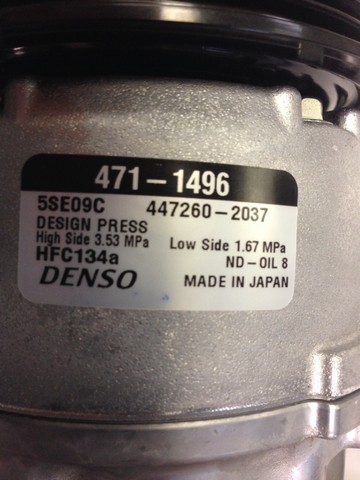 471-1496
5SE09C 447260-2037
DESIGN PRESS
High Side 3.53 MPa Low Side 1.67 MPa
HFC134a ND-OIL 8
DENSO MADE IN JAPAN